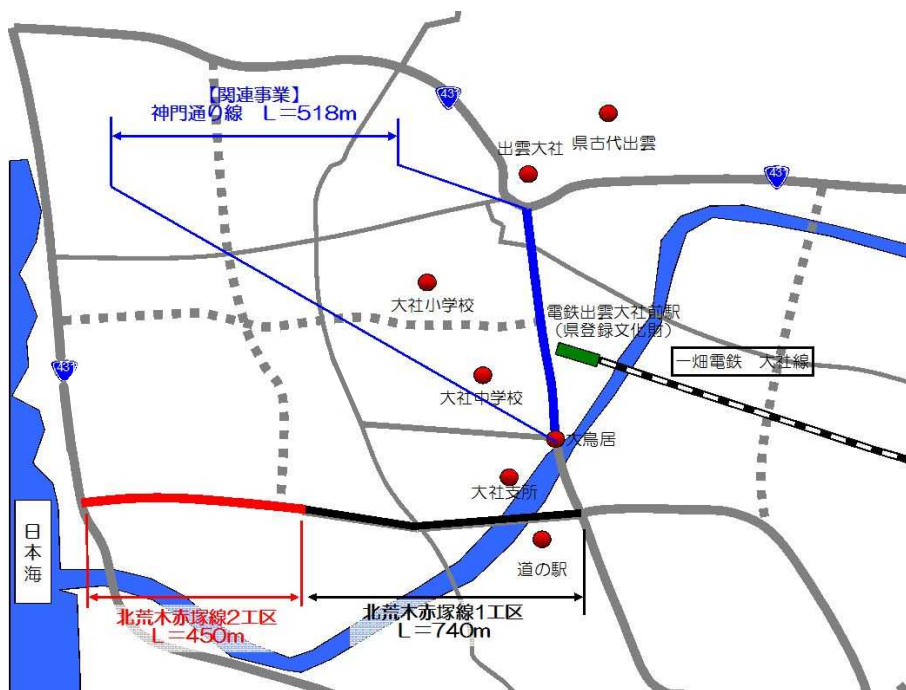 【関連事業】
神門通り線 L=518m
431
出雲大社
県古代出雲
431
大社小学校
電鉄出雲大社前駅
(県登録文化財)
一畑電鉄 大社線
431
大社中学校
大鳥居
大社支所
日本海
道の駅
北荒木赤塚線2工区
L=450m
北荒木赤塚線1工区
L=740m